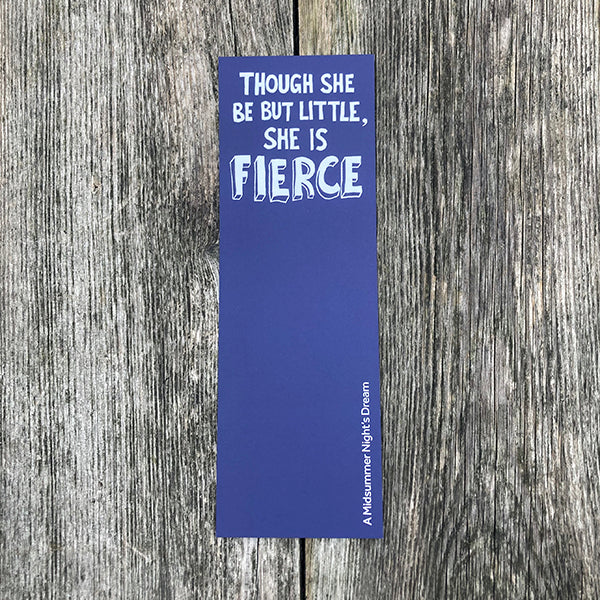 THOUGH SHE
BE BUT LITTLE,
SHE IS
FIERCE
A Midsummer Night's Dream